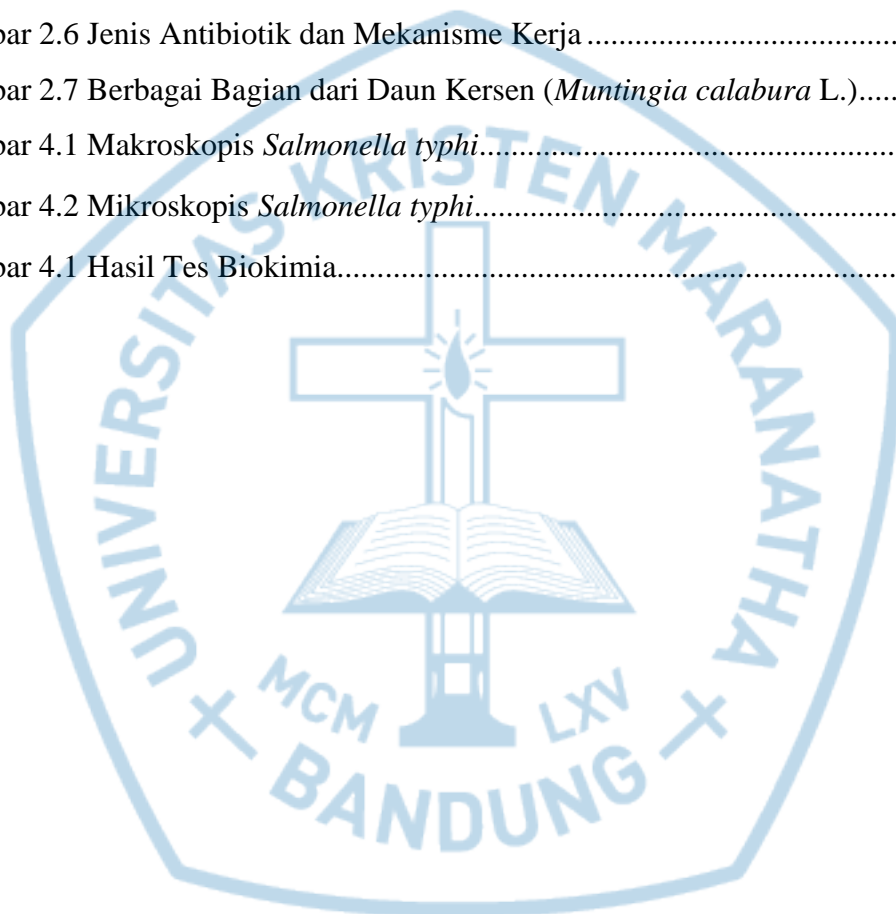 bar 2.6 Jenis Antibiotik dan Mekanisme Kerja ..........................................
bar 2.7 Berbagai Bagian dari Daun Kersen (Muntingia calabura L.).....
bar 4.1 Makroskopis Salmonella typhi.......................................................
bar 4.2 Mikroskopis Salmonella typhi........................................................
bar 4.1 Hasil Tes Biokimia.........................................................................
UNIVERSITAS KRISTEN MARANATHA
MCM LXV
BANDUNG